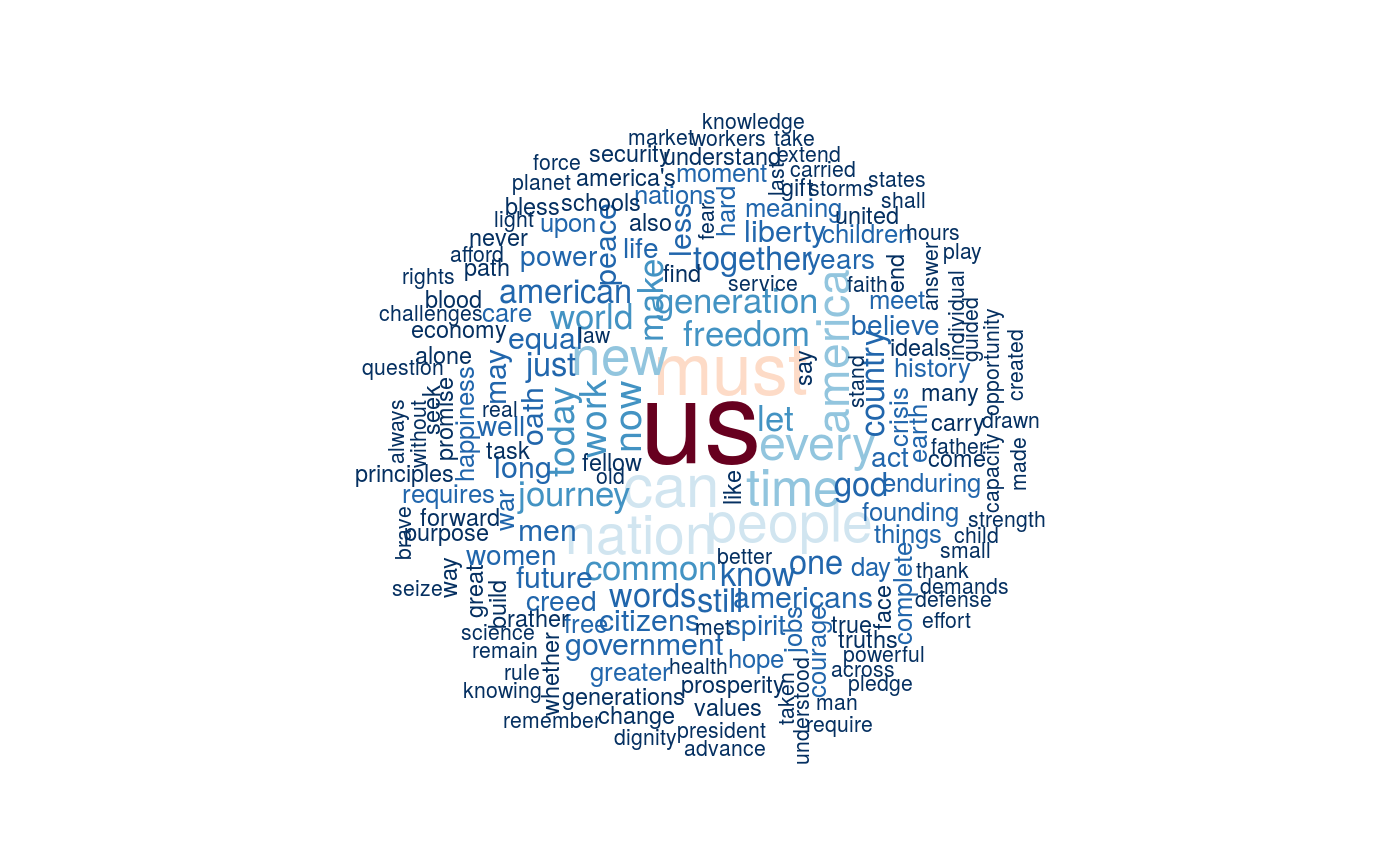 knowledge
market workers take
security understand extend
force america's moment last carried
planet nations gift storms states
bless schools less hard meaning shall
light upon peace also fear liberty united children hours
never power life together years
afford path find service faith end answer play
rights american make generation america meet individual
blood world freedom believe guided
challenges care law country ideals opportunity
economy equal new must say stand history created
alone just
question may now us let crisis many
happiness today work every earth carry drawn
always without seek promise real oath father
well task fellow act come capacity made
principles long old can like time god enduring
requires journey people founding strength
brave forward war men nation things child
purpose better small
women common know one day complete thank
seize way great future words still americans face demands
build creed defense
rather free citizens met spirit jobs courage true effort
science government truths
remain whether hope powerful
rule greater health across
knowing generations prosperity taken pledge
remember change values understood man
dignity president require
advance